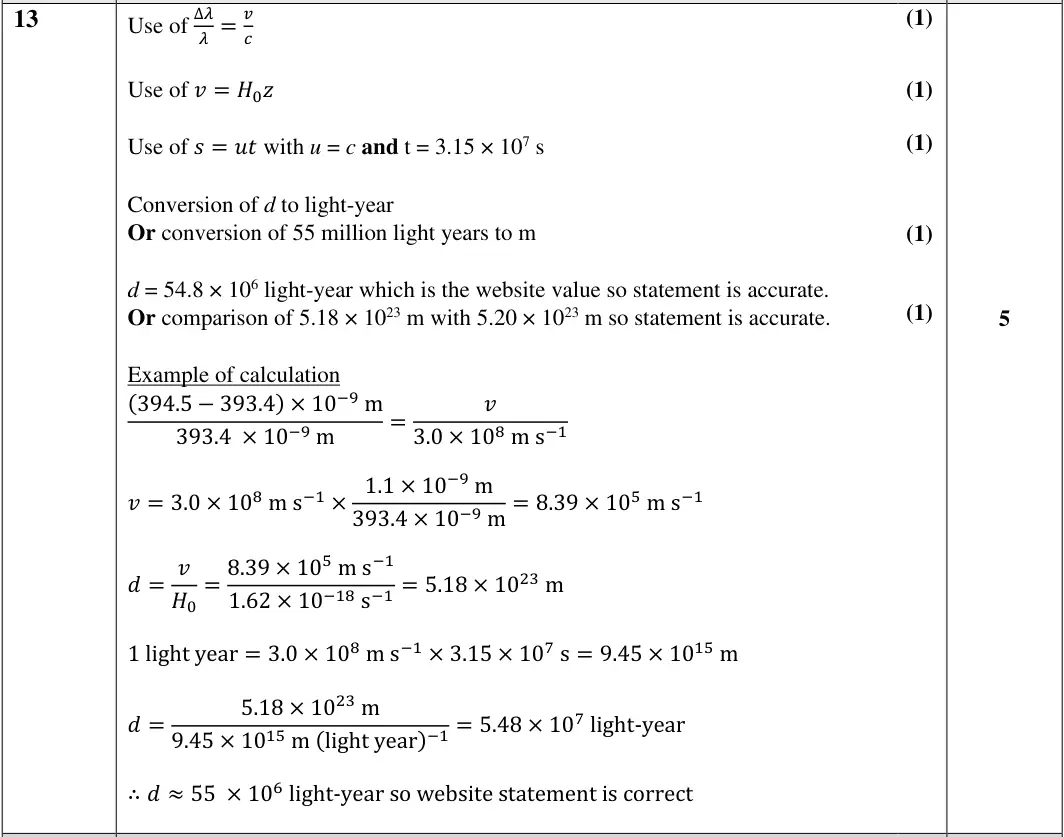 13
Use of Δλ/λ = v/c (1)
Use of v = H₀z (1)
Use of s = ut with u = c and t = 3.15 × 10⁷ s (1)
Conversion of d to light-year
Or conversion of 55 million light years to m (1)
d = 54.8 × 10⁶ light-year which is the website value so statement is accurate.
Or comparison of 5.18 × 10²³ m with 5.20 × 10²³ m so statement is accurate. (1) 5
Example of calculation
(394.5 − 393.4) × 10⁻⁹ m / 393.4 × 10⁻⁹ m = v / 3.0 × 10⁸ m s⁻¹
v = 3.0 × 10⁸ m s⁻¹ × 1.1 × 10⁻⁹ m / 393.4 × 10⁻⁹ m = 8.39 × 10⁵ m s⁻¹
d = v/H₀ = 8.39 × 10⁵ m s⁻¹ / 1.62 × 10⁻¹⁸ s⁻¹ = 5.18 × 10²³ m
1 light year = 3.0 × 10⁸ m s⁻¹ × 3.15 × 10⁷ s = 9.45 × 10¹⁵ m
d = 5.18 × 10²³ m / 9.45 × 10¹⁵ m (light year)⁻¹ = 5.48 × 10⁷ light-year
∴ d ≈ 55 × 10⁶ light-year so website statement is correct